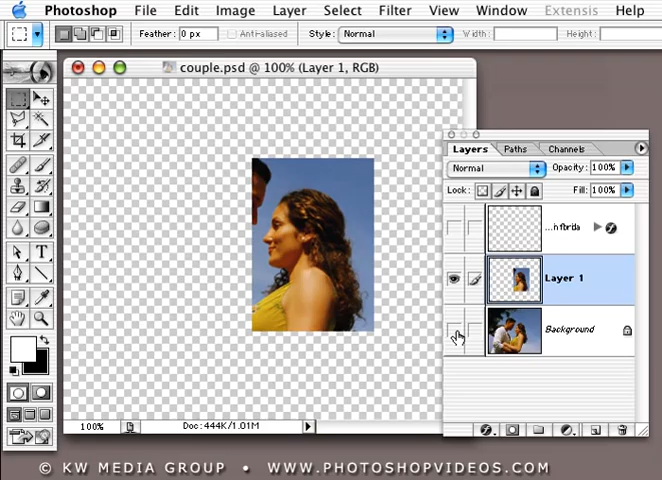 Photoshop File Edit Image Layer Select Filter View Window Extensis Help
Feather: 0 px Anti-aliased Style: Normal Width: Height:
couple.psd @ 100% (Layer 1, RGB)
Layers Paths Channels
Normal Opacity: 100%
Lock: Fill: 100%
Layer 1
Background
100% Doc: 444K/1.01M
© KW MEDIA GROUP • WWW.PHOTOSHOPVIDEOS.COM